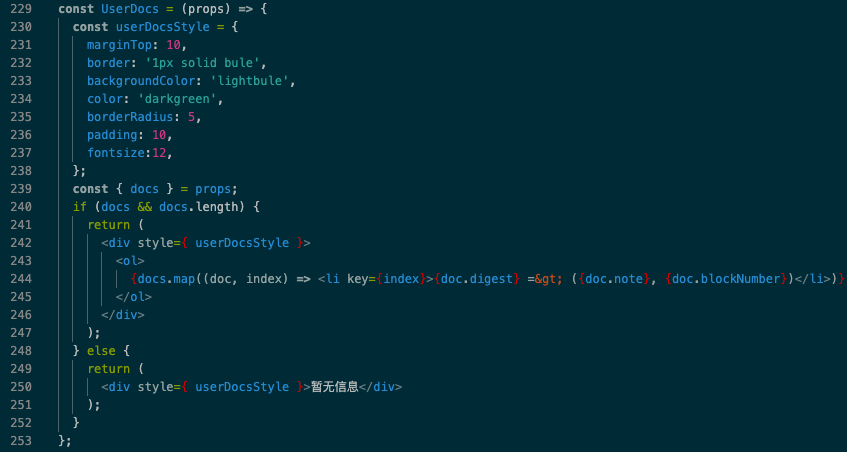 229 const UserDocs = (props) => {
230 const userDocsStyle = {
231 marginTop: 10,
232 border: '1px solid bule',
233 backgroundColor: 'lightbule',
234 color: 'darkgreen',
235 borderRadius: 5,
236 padding: 10,
237 fontsize:12,
238 };
239 const { docs } = props;
240 if (docs && docs.length) {
241 return (
242 <div style={ userDocsStyle }>
243 <ol>
244 {docs.map((doc, index) => <li key={index}>{doc.digest} =&gt; ({doc.note}, {doc.blockNumber})</li>)}
245 </ol>
246 </div>
247 );
248 } else {
249 return (
250 <div style={ userDocsStyle }>暂无信息</div>
251 );
252 }
253 };